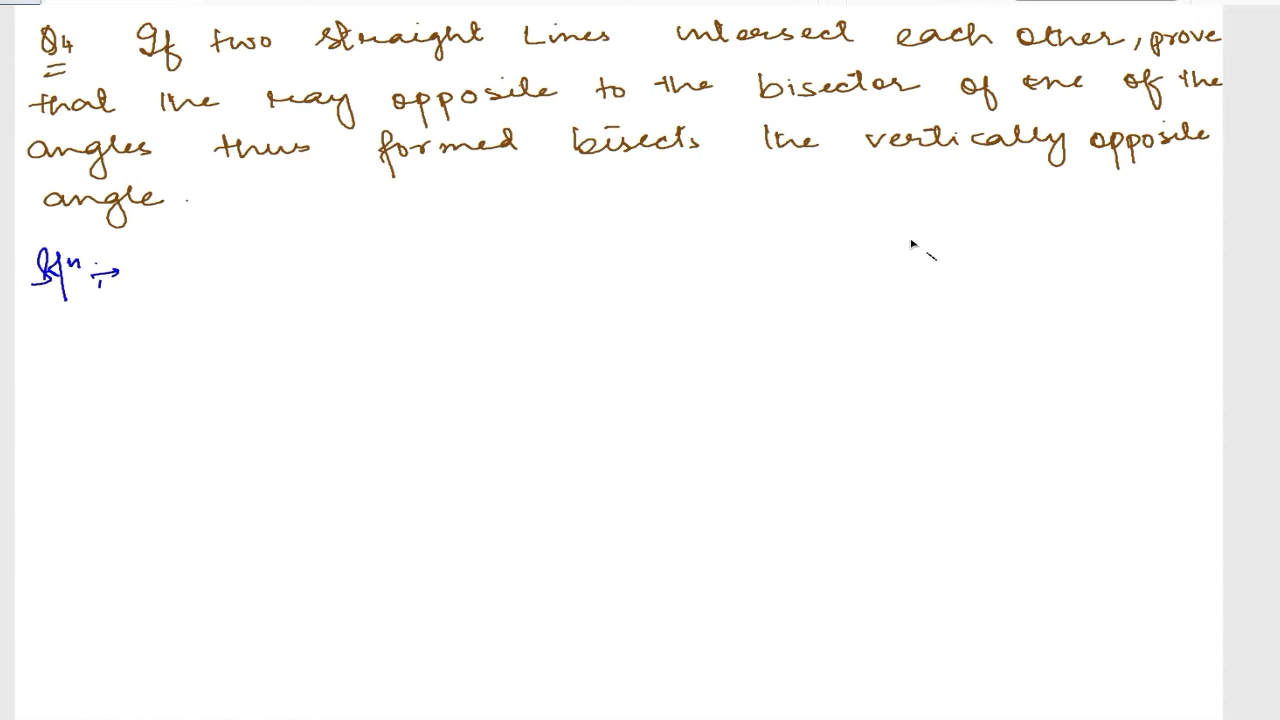 Q4 If two straight Lines intersect each other, prove
that the ray opposite to the bisector of one of the
angles thus formed bisects the vertically opposite
angle.
Solⁿ :→